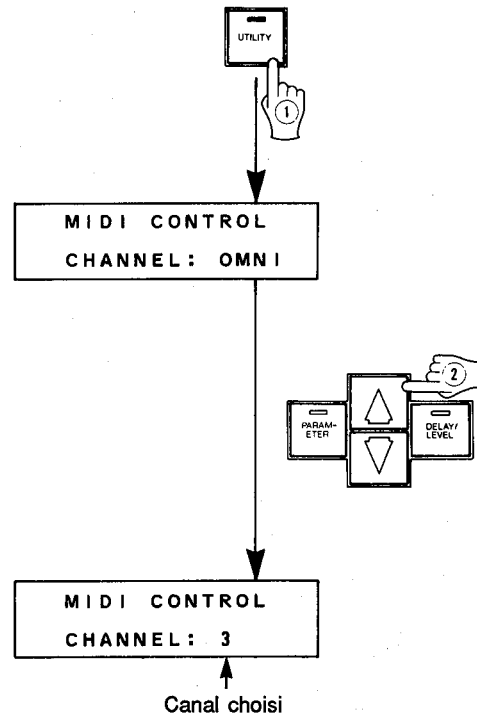 UTILITY
1
MIDI CONTROL
CHANNEL: OMNI
2
PARAM-
ETER
DELAY/
LEVEL
MIDI CONTROL
CHANNEL: 3
Canal choisi